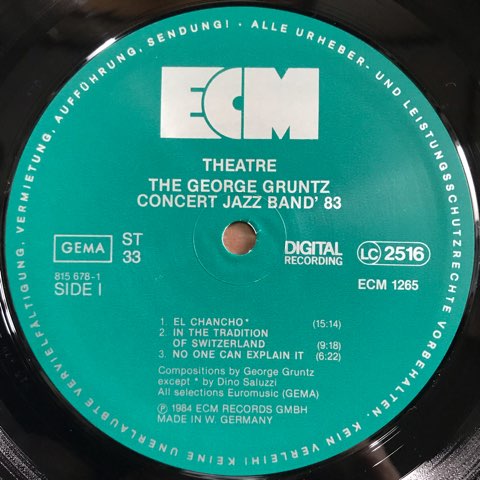 KEINE UNERLAUBTE VERVIELFÄLTIGUNG, VERMIETUNG, AUFFÜHRUNG, SENDUNG! · ALLE URHEBER- UND LEISTUNGSSCHUTZRECHTE VORBEHALTEN. KEIN VERLEIH!
ECM
THEATRE
THE GEORGE GRUNTZ
CONCERT JAZZ BAND' 83
GEMA
ST
33
DIGITAL
RECORDING
LC 2516
815 678-1
SIDE I
ECM 1265
1. EL CHANCHO* (15:14)
2. IN THE TRADITION
OF SWITZERLAND (9:18)
3. NO ONE CAN EXPLAIN IT (6:22)
Compositions by George Gruntz
except * by Dino Saluzzi
All selections Euromusic (GEMA)
Ⓟ 1984 ECM RECORDS GMBH
MADE IN W. GERMANY